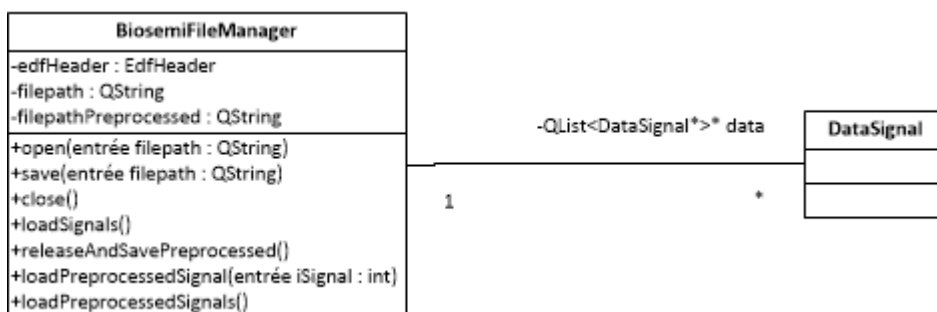 BiosemiFileManager
-edfHeader : EdfHeader
-filepath : QString
-filepathPreprocessed : QString
+open(entrée filepath : QString)
+save(entrée filepath : QString)
+close()
+loadSignals()
+releaseAndSavePreprocessed()
+loadPreprocessedSignal(entrée iSignal : int)
+loadPreprocessedSignals()
-QList<DataSignal*>* data
1
*
DataSignal